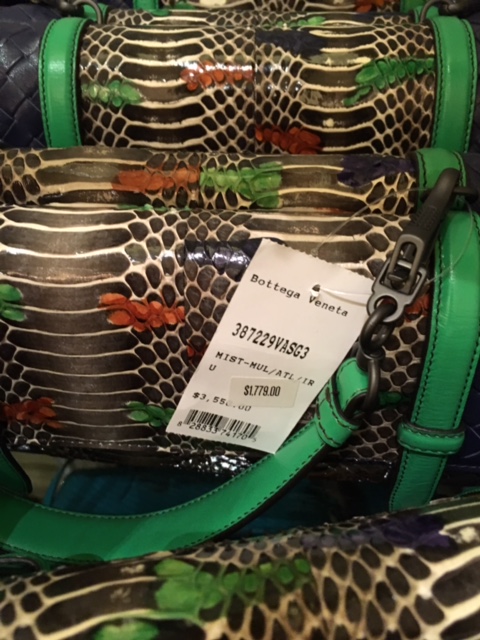 Bottega Veneta
387229VASG3
MIST-MUL/ATL/IR
U
$1,779.00